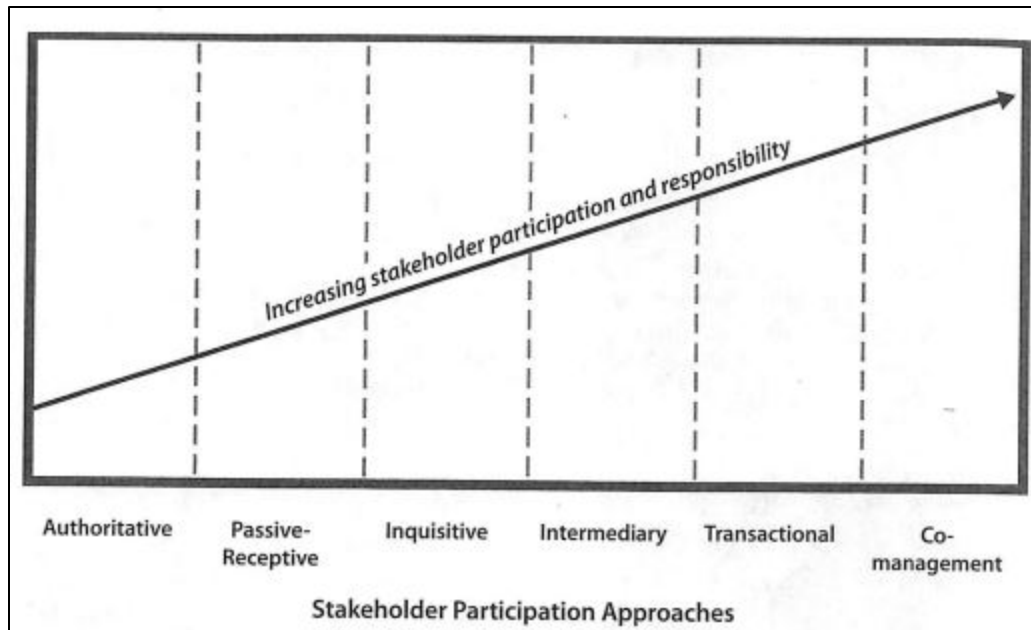 Increasing stakeholder participation and responsibility
Authoritative
Passive-
Receptive
Inquisitive
Intermediary
Transactional
Co-
management
Stakeholder Participation Approaches